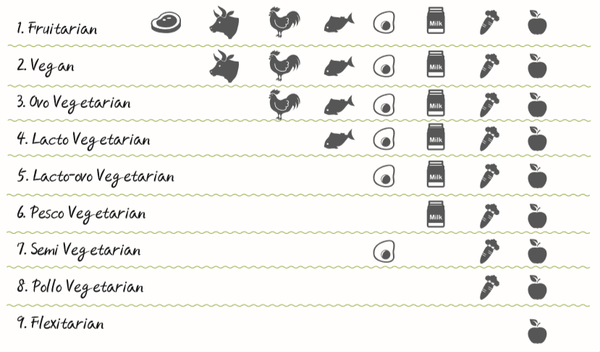 1. Fruitarian
2. Vegan
3. Ovo Vegetarian
4. Lacto Vegetarian
5. Lacto-ovo Vegetarian
6. Pesco Vegetarian
7. Semi Vegetarian
8. Pollo Vegetarian
9. Flexitarian
Milk
Milk
Milk
Milk
Milk
Milk